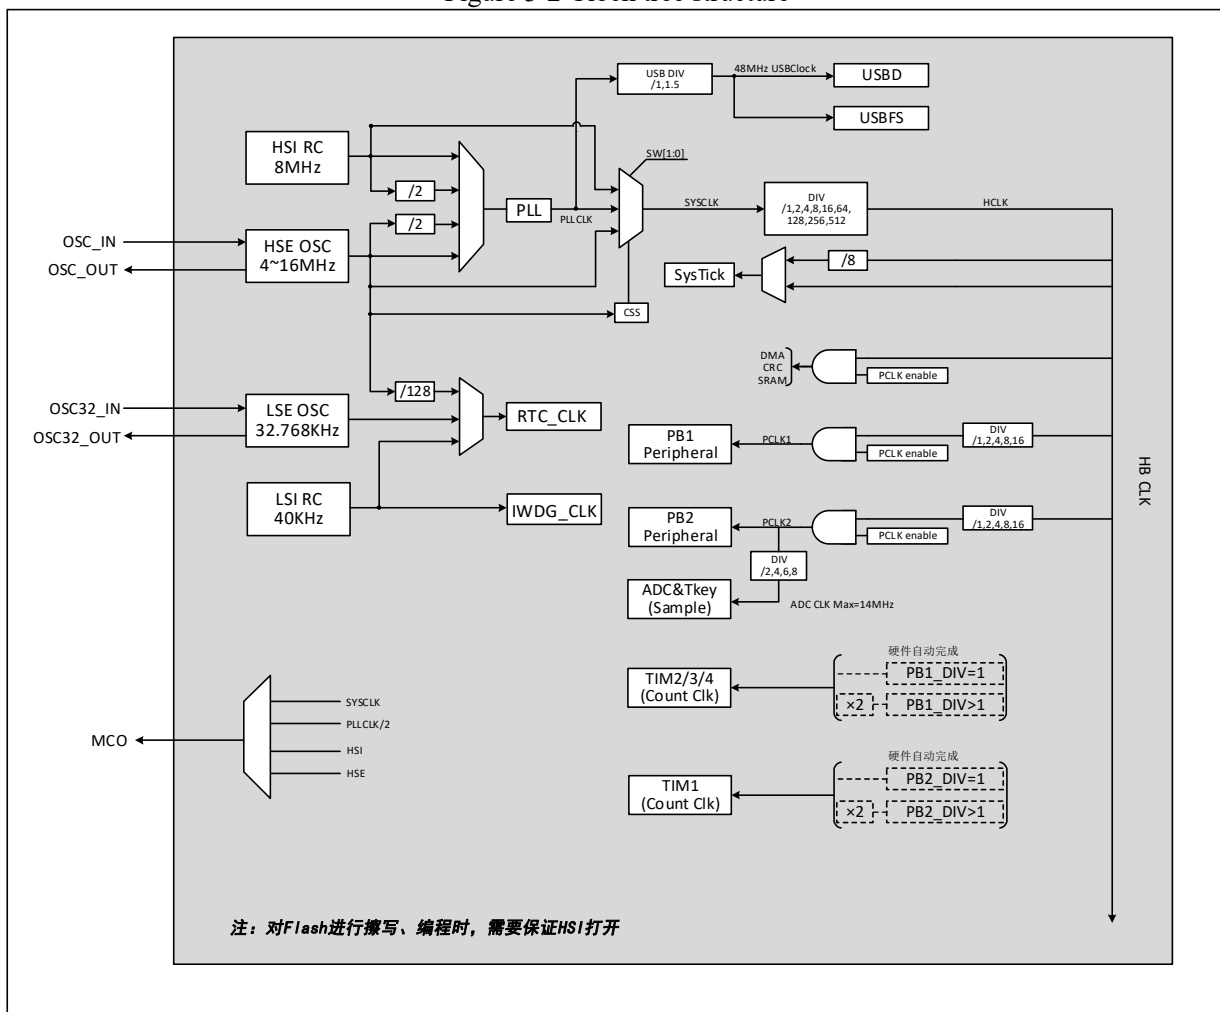 Figure 3-2 Clock tree structure
USB DIV
/1,1.5
48MHz USBClock
USBD
USBFS
HSI RC
8MHz
SW[1:0]
/2
PLL
PLLCLK
SYSCLK
DIV
/1,2,4,8,16,64,
128,256,512
HCLK
/2
OSC_IN
OSC_OUT
HSE OSC
4~16MHz
SysTick
/8
CSS
DMA
CRC
SRAM
PCLK enable
/128
OSC32_IN
OSC32_OUT
LSE OSC
32.768KHz
RTC_CLK
PB1
Peripheral
PCLK1
PCLK enable
DIV
/1,2,4,8,16
HB CLK
LSI RC
40KHz
IWDG_CLK
PB2
Peripheral
PCLK2
PCLK enable
DIV
/1,2,4,8,16
DIV
/2,4,6,8
ADC&Tkey
(Sample)
ADC CLK Max=14MHz
硬件自动完成
TIM2/3/4
(Count Clk)
PB1_DIV=1
×2
PB1_DIV>1
MCO
SYSCLK
PLLCLK/2
HSI
HSE
硬件自动完成
TIM1
(Count Clk)
PB2_DIV=1
×2
PB2_DIV>1
注：对Flash进行擦写、编程时，需要保证HSI打开